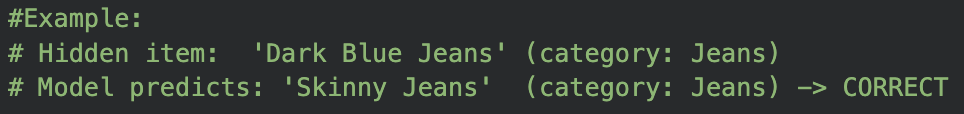 #Example:
# Hidden item:  'Dark Blue Jeans' (category: Jeans)
# Model predicts: 'Skinny Jeans'  (category: Jeans) -> CORRECT